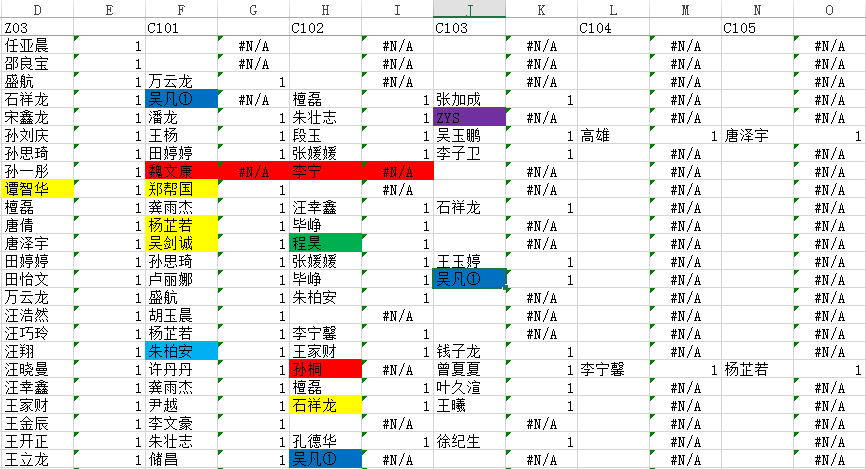 D E F G H I J K L M N O
Z03 C101 C102 C103 C104 C105
任亚晨 1 #N/A #N/A #N/A #N/A #N/A
邵良宝 1 #N/A #N/A #N/A #N/A #N/A
盛航 1 万云龙 1 #N/A #N/A #N/A #N/A
石祥龙 1 吴凡① #N/A 檀磊 1 张加成 1 #N/A #N/A
宋鑫龙 1 潘龙 1 朱壮志 1 ZYS #N/A #N/A #N/A
孙刘庆 1 王杨 1 段玉 1 吴玉鹏 1 高雄 1 唐泽宇 1
孙思琦 1 田婷婷 1 张媛媛 1 李子卫 1 #N/A #N/A
孙一彤 1 魏文康 #N/A 李宁 #N/A #N/A #N/A #N/A
谭智华 1 郑帮国 1 #N/A #N/A #N/A #N/A
檀磊 1 龚雨杰 1 汪幸鑫 1 石祥龙 1 #N/A #N/A
唐倩 1 杨芷若 1 毕峥 1 #N/A #N/A #N/A
唐泽宇 1 吴剑诚 1 程昊 1 #N/A #N/A #N/A
田婷婷 1 孙思琦 1 张媛媛 1 王玉婷 1 #N/A #N/A
田怡文 1 卢丽娜 1 毕峥 1 吴凡① 1 #N/A #N/A
万云龙 1 盛航 1 朱柏安 1 #N/A #N/A #N/A
汪浩然 1 胡玉晨 1 #N/A #N/A #N/A #N/A
汪巧玲 1 杨芷若 1 李宁馨 1 #N/A #N/A #N/A
汪翔 1 朱柏安 1 王家财 1 钱子龙 1 #N/A #N/A
汪晓曼 1 许丹丹 1 孙桐 #N/A 曾夏夏 1 李宁馨 1 杨芷若 1
汪幸鑫 1 龚雨杰 1 檀磊 1 叶久渲 1 #N/A #N/A
王家财 1 尹越 1 石祥龙 1 王曦 1 #N/A #N/A
王金辰 1 李文豪 1 #N/A #N/A #N/A #N/A
王开正 1 朱壮志 1 孔德华 1 徐纪生 1 #N/A #N/A
王立龙 1 储昌 1 吴凡① 1 #N/A #N/A #N/A